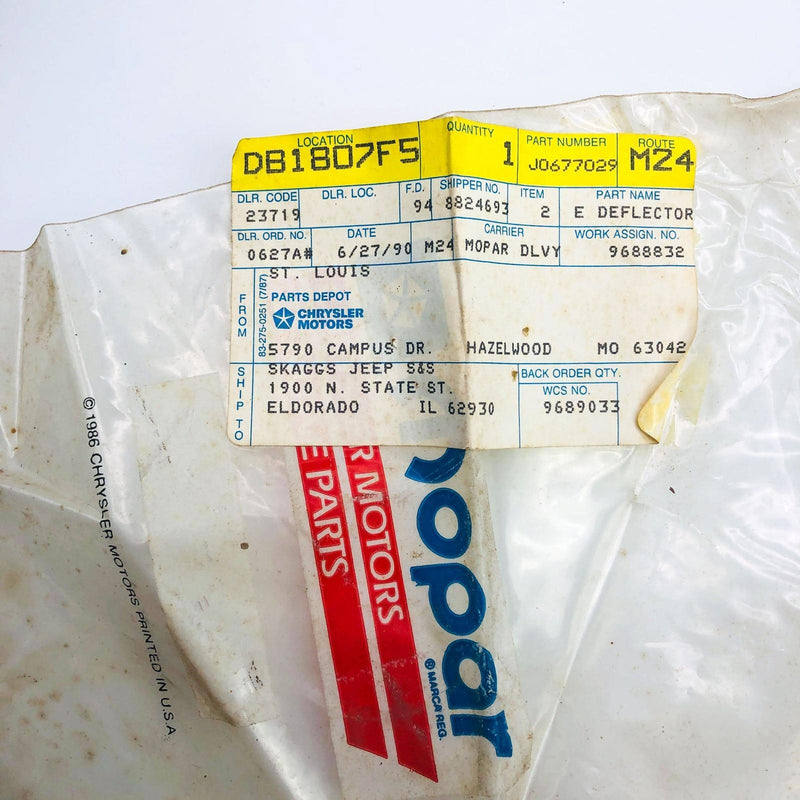 LOCATION QUANTITY PART NUMBER ROUTE
DB1807F5 1 J0677029 M24
DLR. CODE DLR. LOC. F.D. SHIPPER NO. ITEM PART NAME
23719 94 8824693 2 E DEFLECTOR
DLR. ORD. NO. DATE CARRIER WORK ASSIGN. NO.
0627A# 6/27/90 M24 MOPAR DLVY 9688832
FROM
83-275-0251 (7/87)
ST. LOUIS
PARTS DEPOT
CHRYSLER
MOTORS
5790 CAMPUS DR. HAZELWOOD MO 63042
SHIP TO
SKAGGS JEEP S&S
1900 N. STATE ST.
ELDORADO IL 62930
BACK ORDER QTY.
WCS NO.
9689033
© 1986 CHRYSLER MOTORS PRINTED IN U.S.A.
opar
® MARCA REG.
R MOTORS
E PARTS